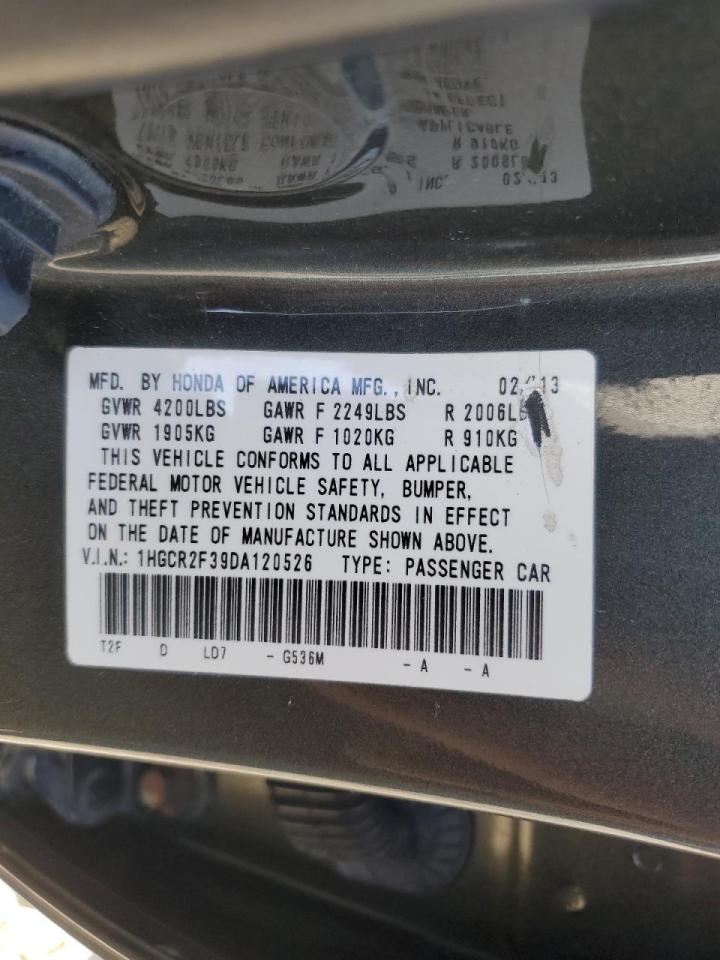 MFD. BY HONDA OF AMERICA MFG., INC. 02/13
GVWR 4200LBS GAWR F 2249LBS R 2006LBS
GVWR 1905KG GAWR F 1020KG R 910KG
THIS VEHICLE CONFORMS TO ALL APPLICABLE
FEDERAL MOTOR VEHICLE SAFETY, BUMPER,
AND THEFT PREVENTION STANDARDS IN EFFECT
ON THE DATE OF MANUFACTURE SHOWN ABOVE.
V.I.N.: 1HGCR2F39DA120526 TYPE: PASSENGER CAR
T2F D LD7 - G536M - A - A